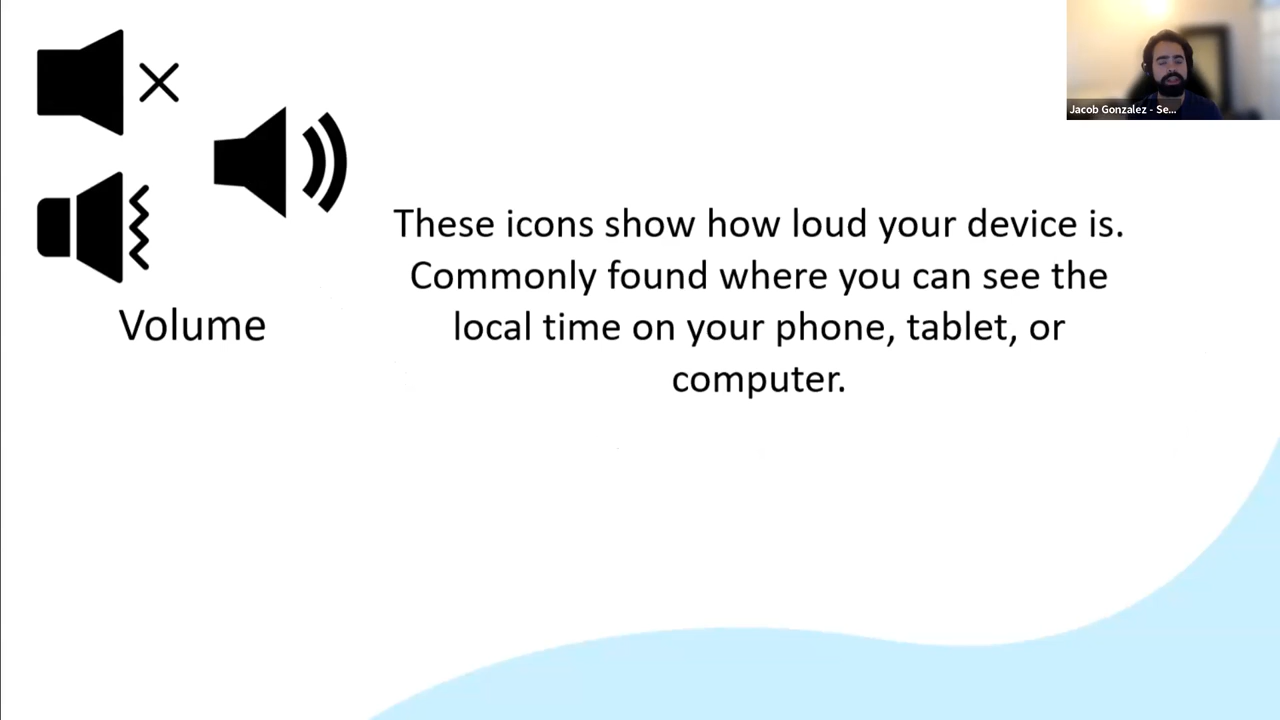 Jacob Gonzalez - Se...
These icons show how loud your device is.
Commonly found where you can see the
local time on your phone, tablet, or
computer.
Volume